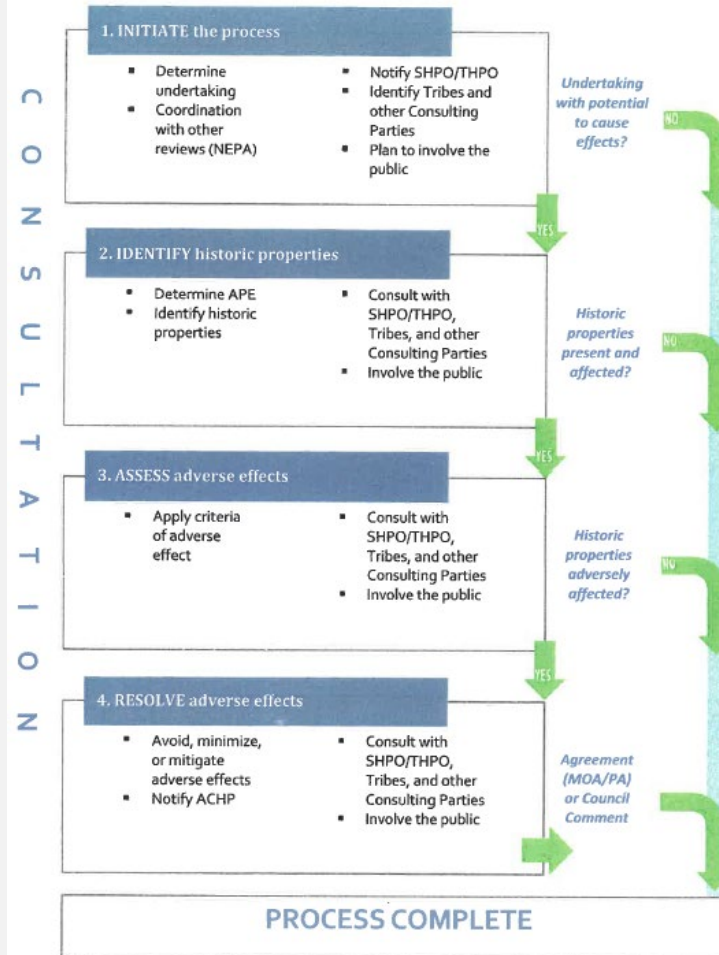 CONSULTATION
1. INITIATE the process
▪ Determine
undertaking
▪ Coordination
with other
reviews (NEPA)
▪ Notify SHPO/THPO
▪ Identify Tribes and
other Consulting
Parties
▪ Plan to involve the
public
Undertaking
with potential
to cause
effects?
NO
YES
2. IDENTIFY historic properties
▪ Determine APE
▪ Identify historic
properties
▪ Consult with
SHPO/THPO,
Tribes, and other
Consulting Parties
▪ Involve the public
Historic
properties
present and
affected?
NO
YES
3. ASSESS adverse effects
▪ Apply criteria
of adverse
effect
▪ Consult with
SHPO/THPO,
Tribes, and other
Consulting Parties
▪ Involve the public
Historic
properties
adversely
affected?
NO
YES
4. RESOLVE adverse effects
▪ Avoid, minimize,
or mitigate
adverse effects
▪ Notify ACHP
▪ Consult with
SHPO/THPO,
Tribes, and other
Consulting Parties
▪ Involve the public
Agreement
(MOA/PA)
or Council
Comment
PROCESS COMPLETE